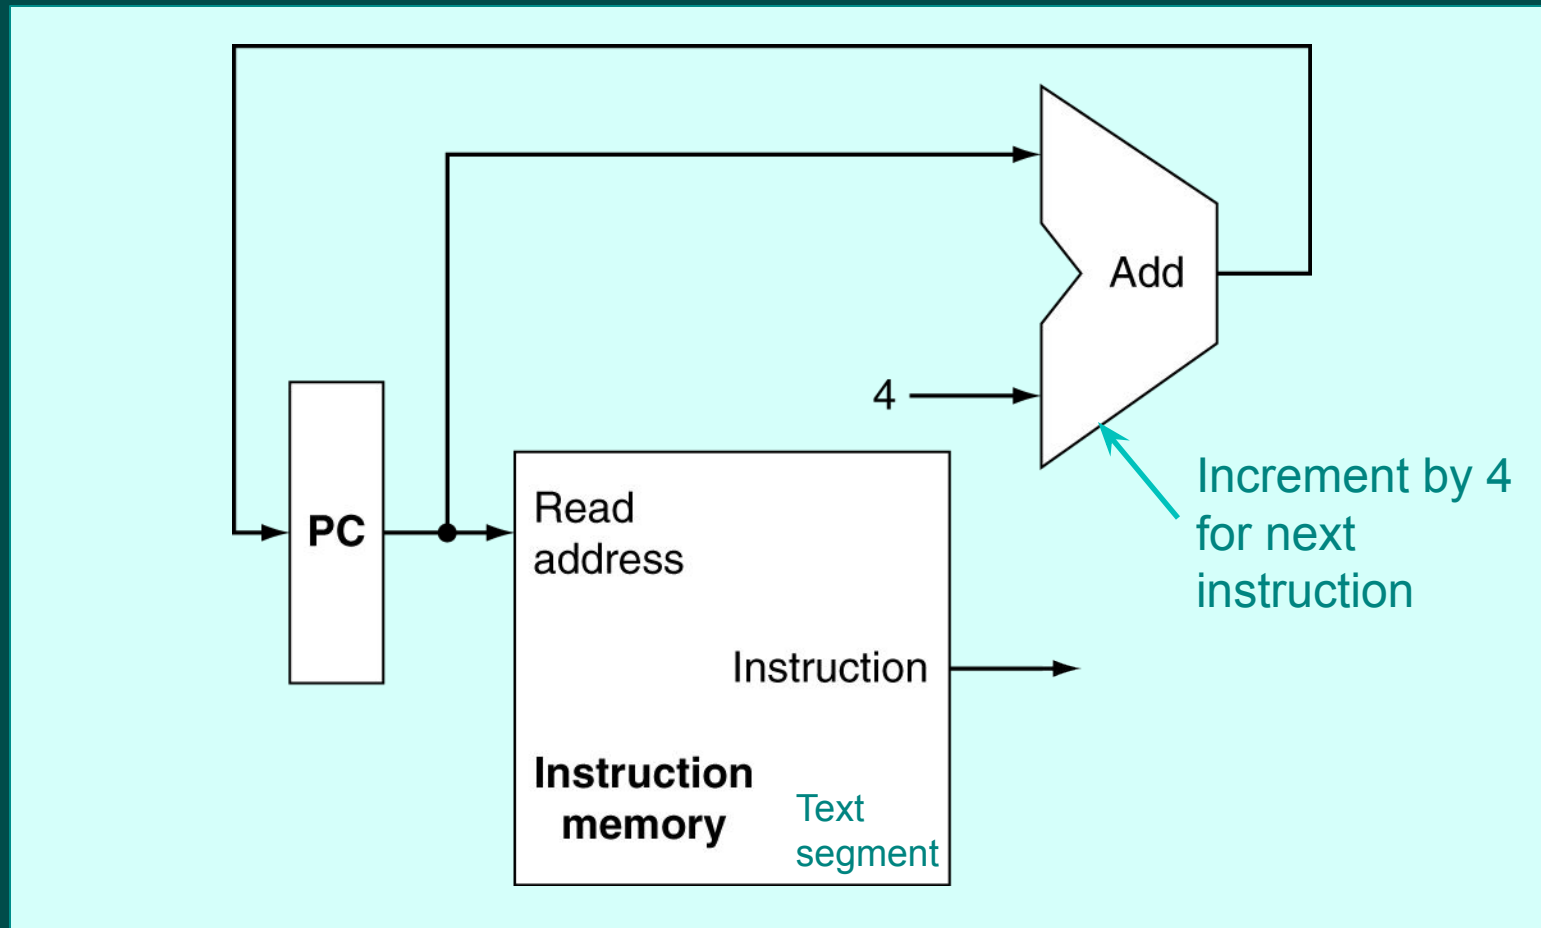 Add
4
Increment by 4
for next
instruction
PC
Read
address
Instruction
Instruction
memory
Text
segment